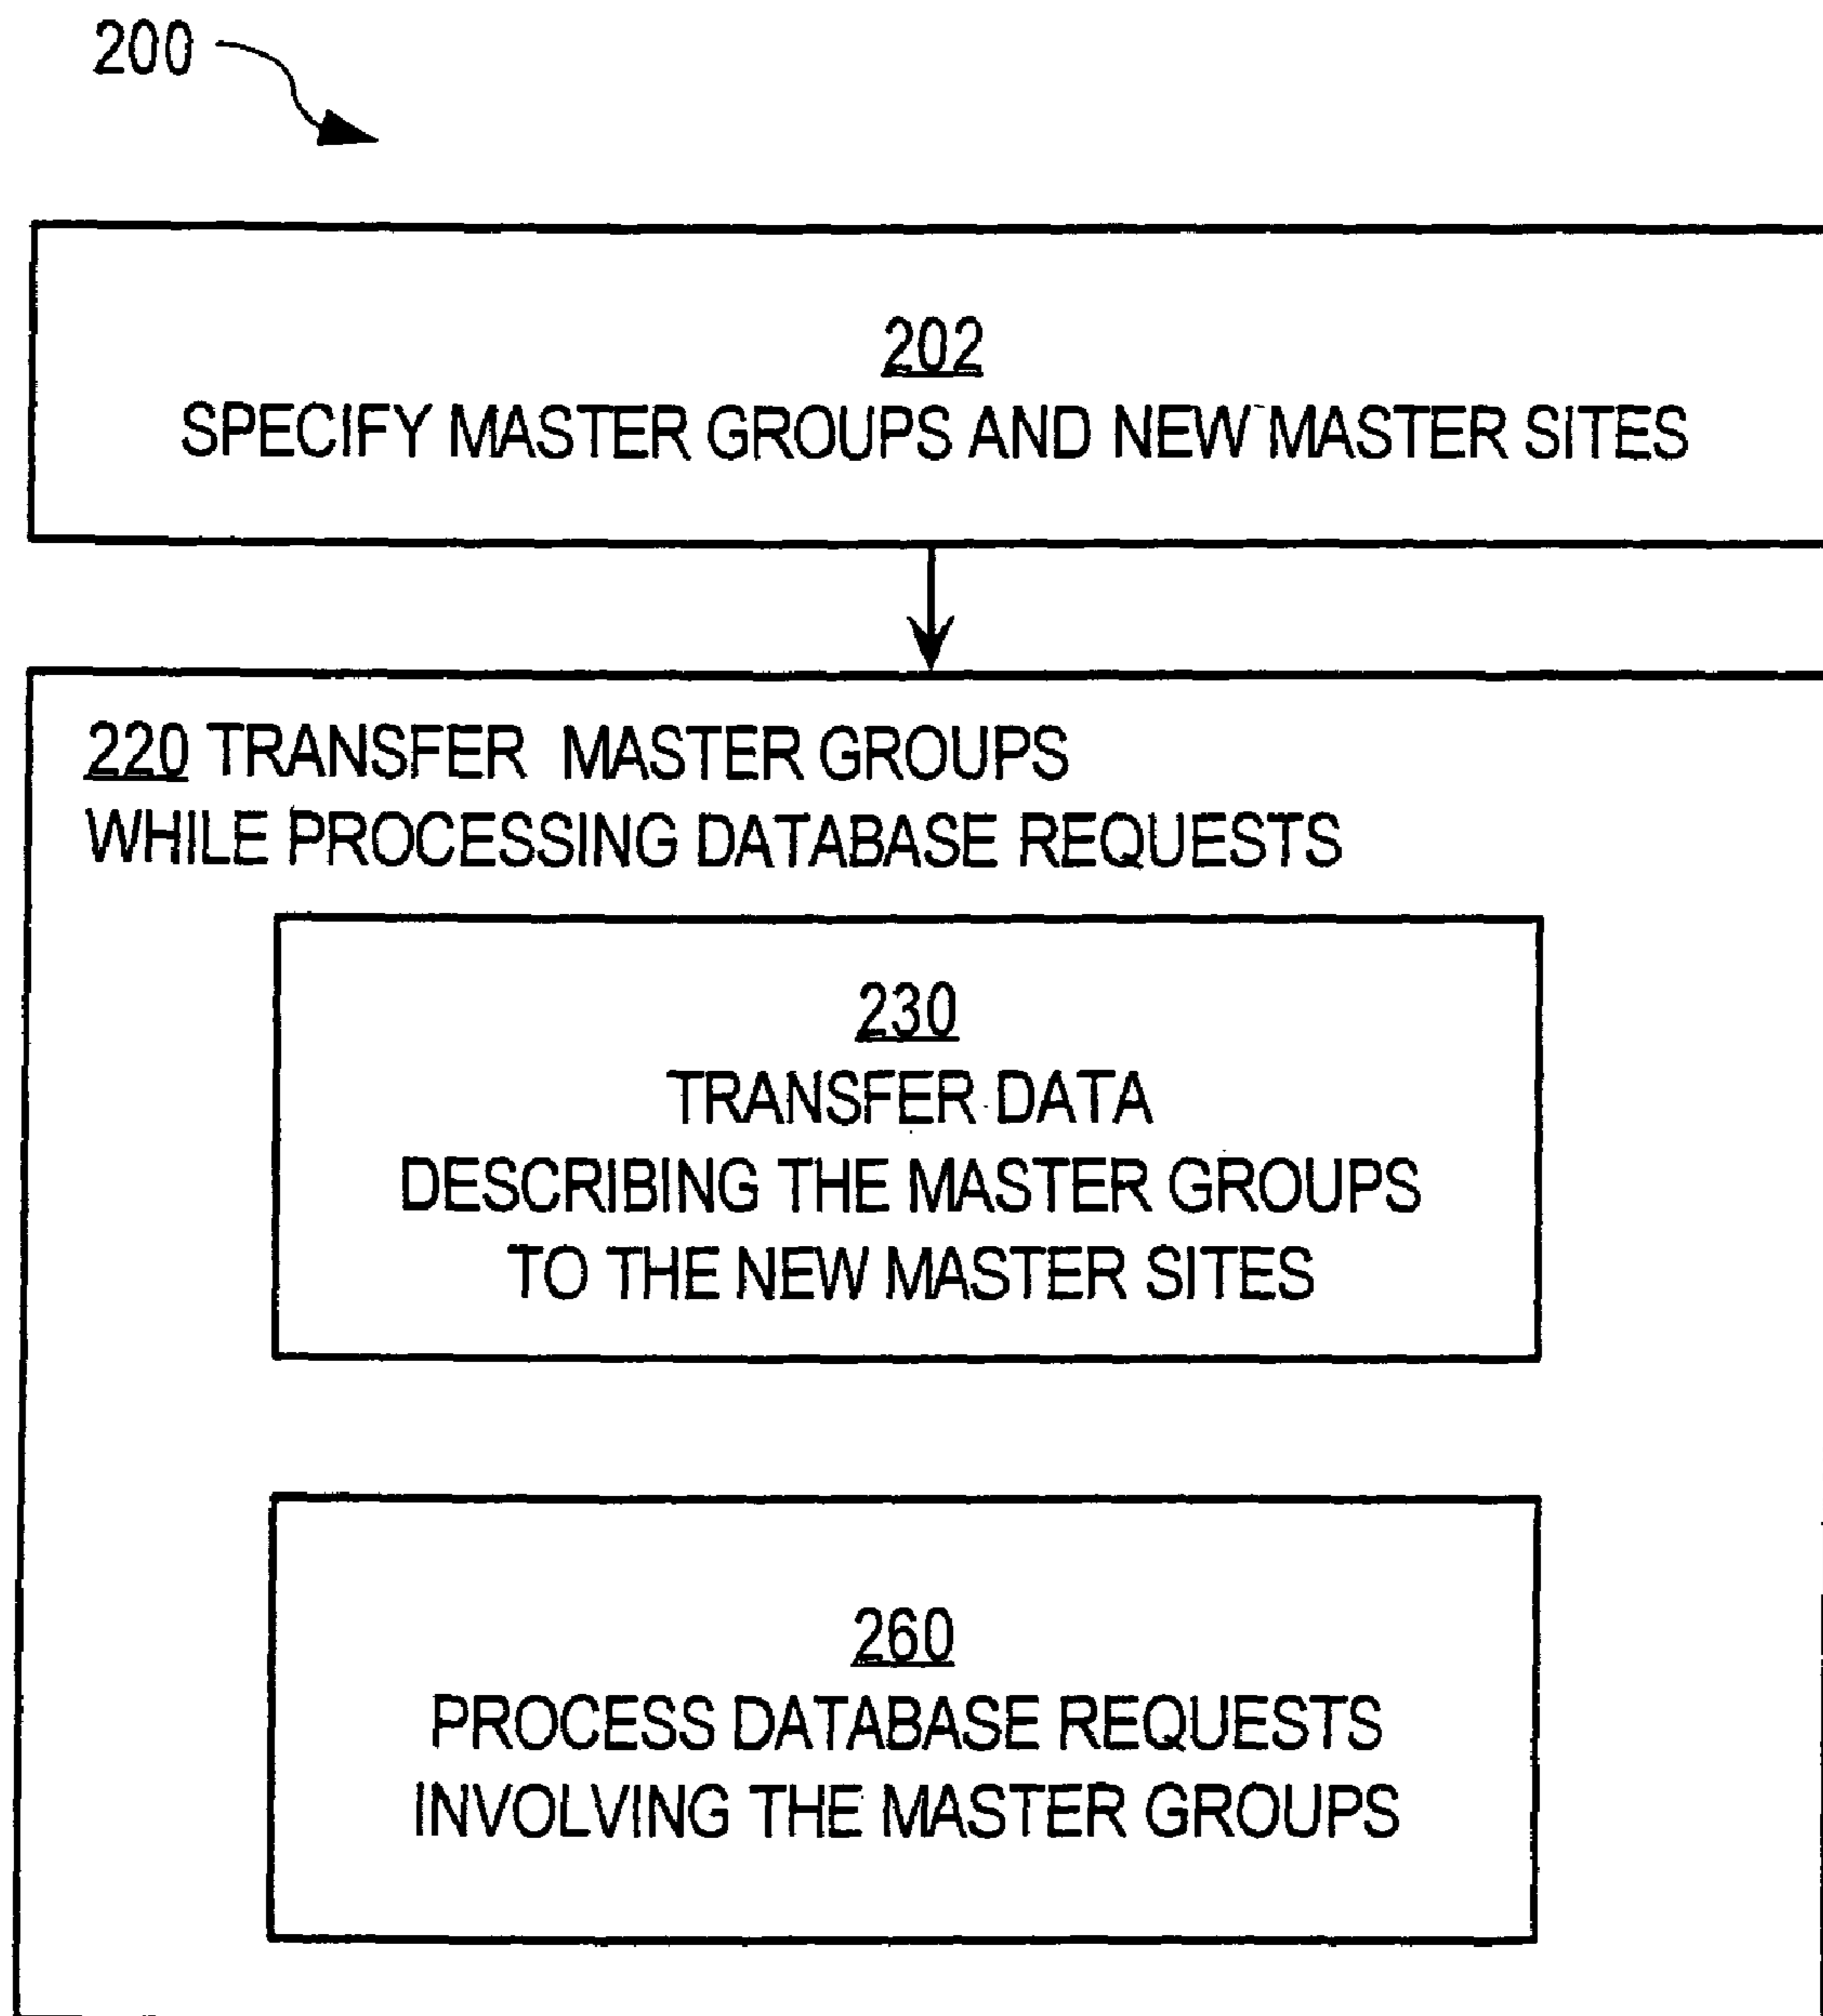 200
202
SPECIFY MASTER GROUPS AND NEW MASTER SITES
220 TRANSFER MASTER GROUPS
WHILE PROCESSING DATABASE REQUESTS
230
TRANSFER DATA
DESCRIBING THE MASTER GROUPS
TO THE NEW MASTER SITES
260
PROCESS DATABASE REQUESTS
INVOLVING THE MASTER GROUPS